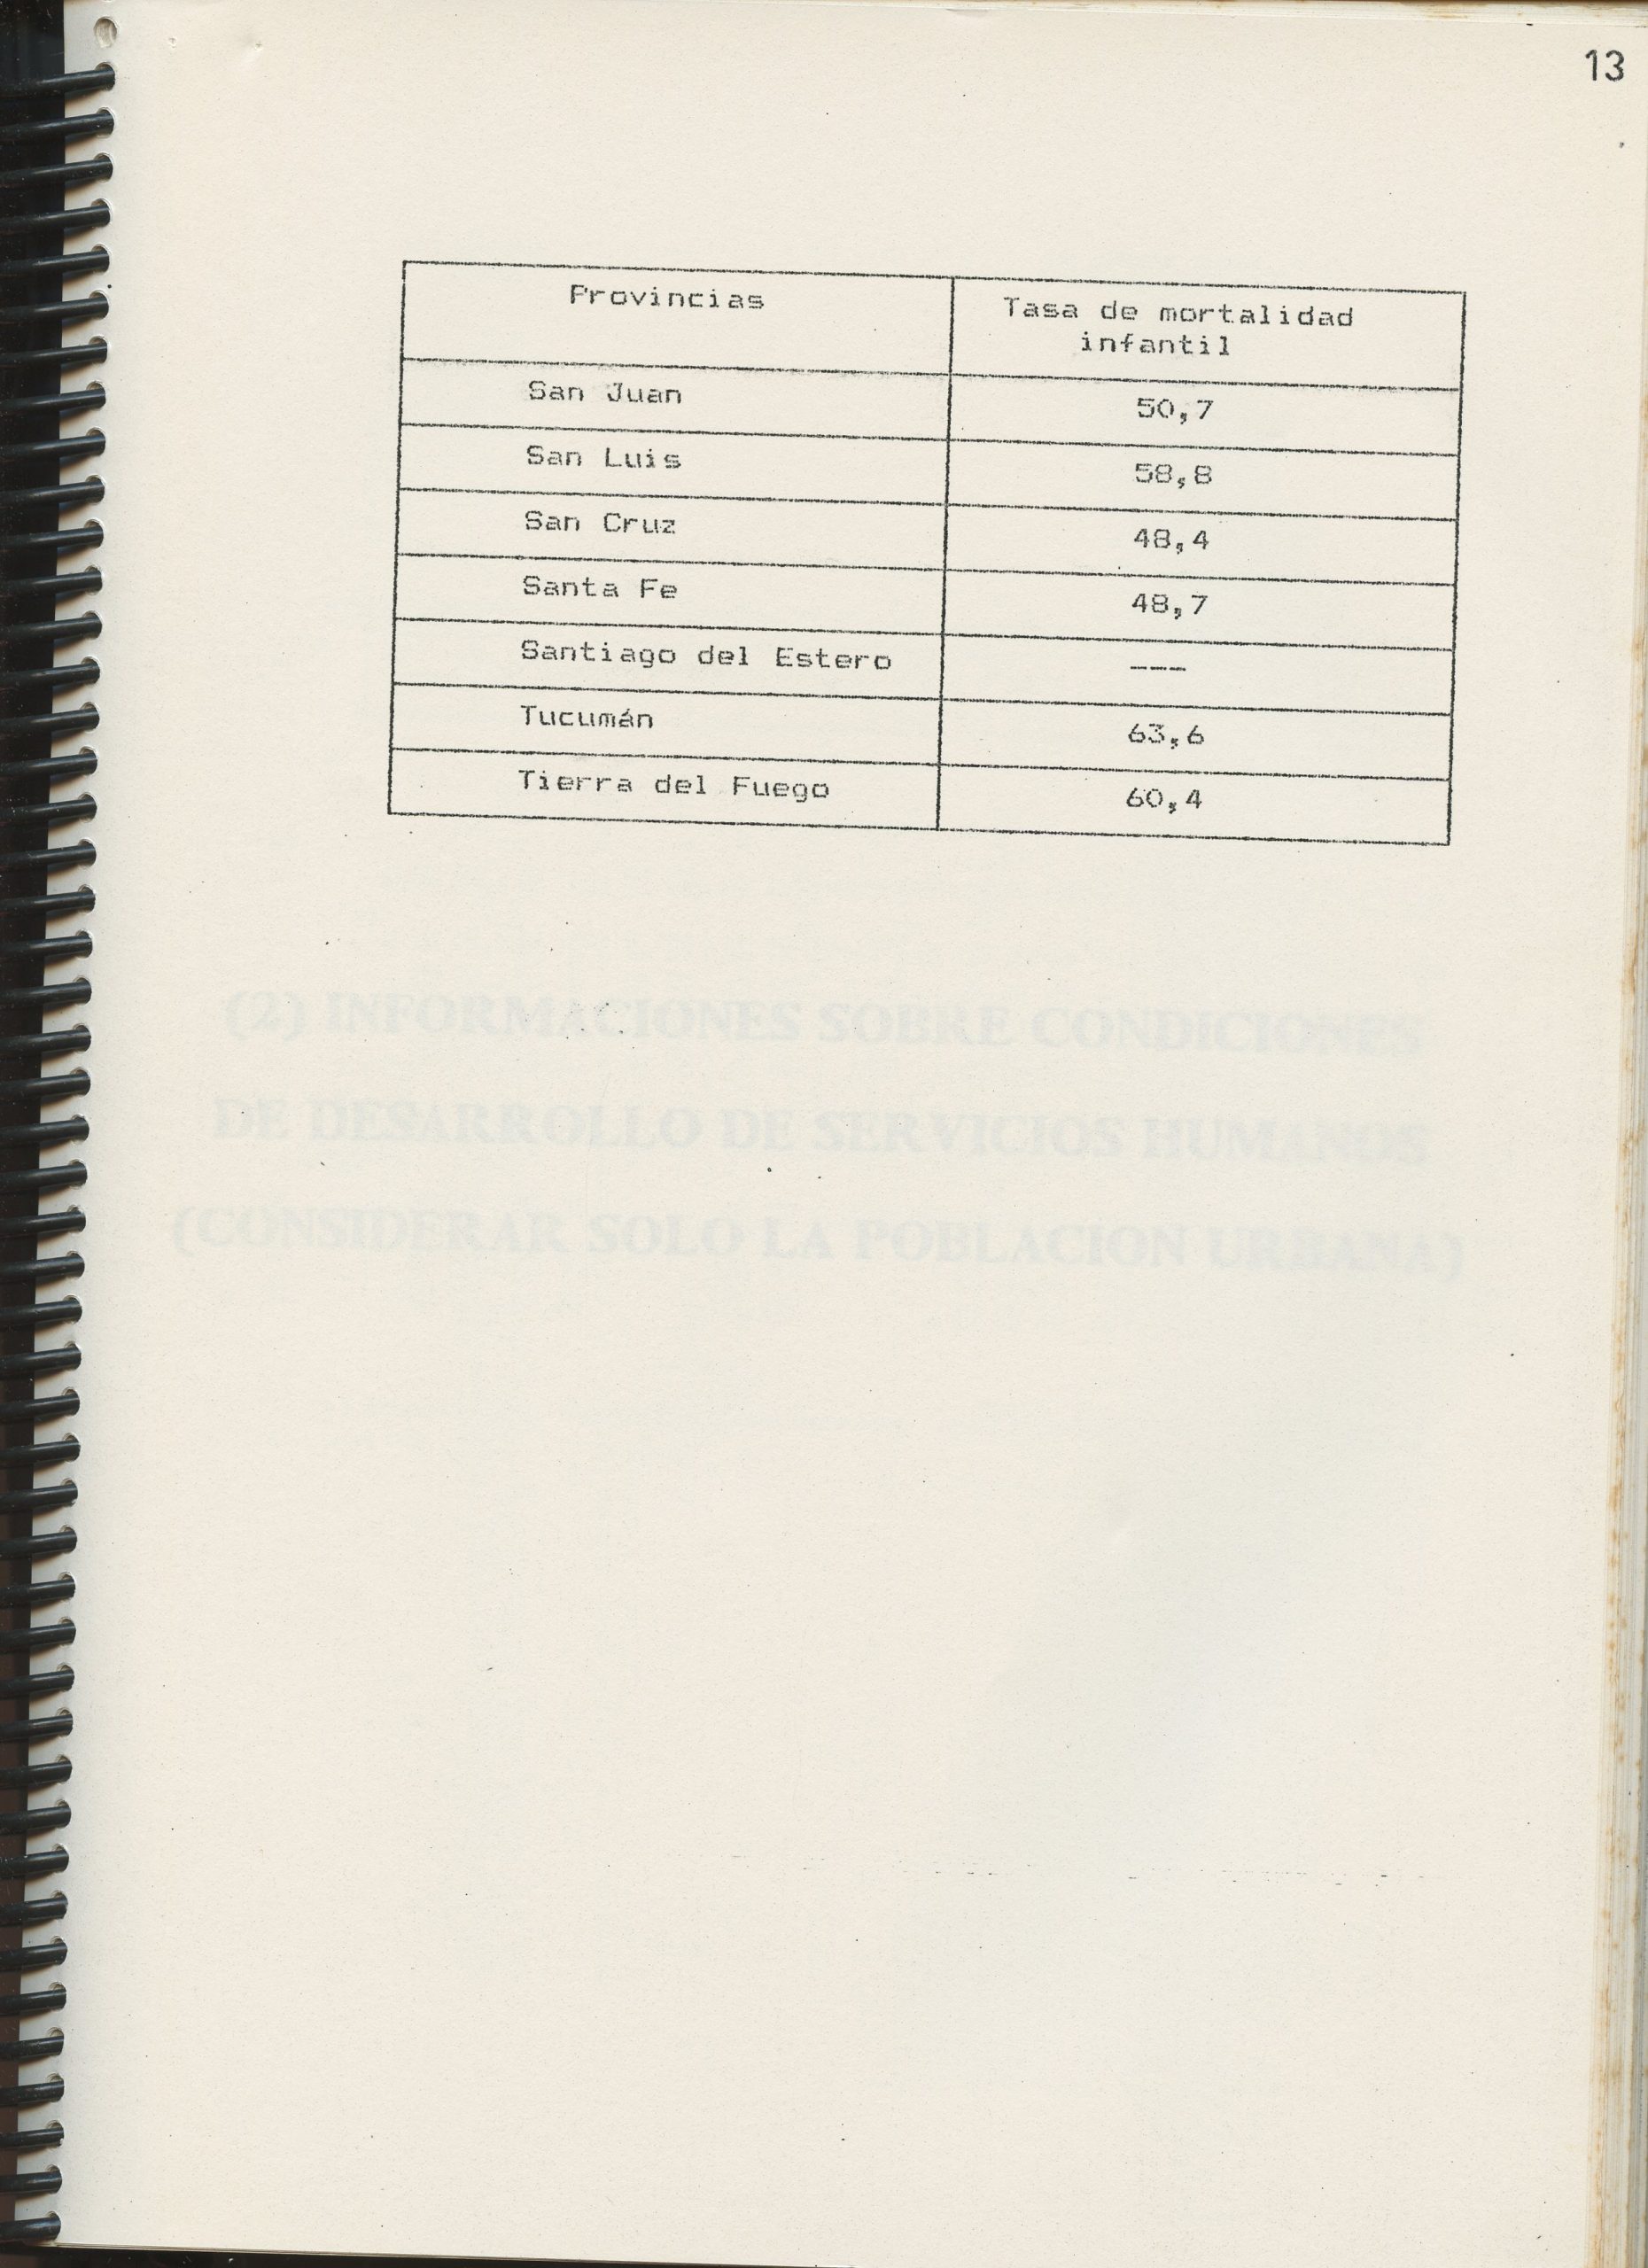 13
Provincias Tasa de mortalidad
infantil
San Juan 50,7
San Luis 58,8
San Cruz 48,4
Santa Fe 48,7
Santiago del Estero ---
Tucumán 63,6
Tierra del Fuego 60,4
(2) INFORMACIONES SOBRE CONDICIONES
DE DESARROLLO DE SERVICIOS HUMANOS
(CONSIDERAR SOLO LA POBLACION URBANA)